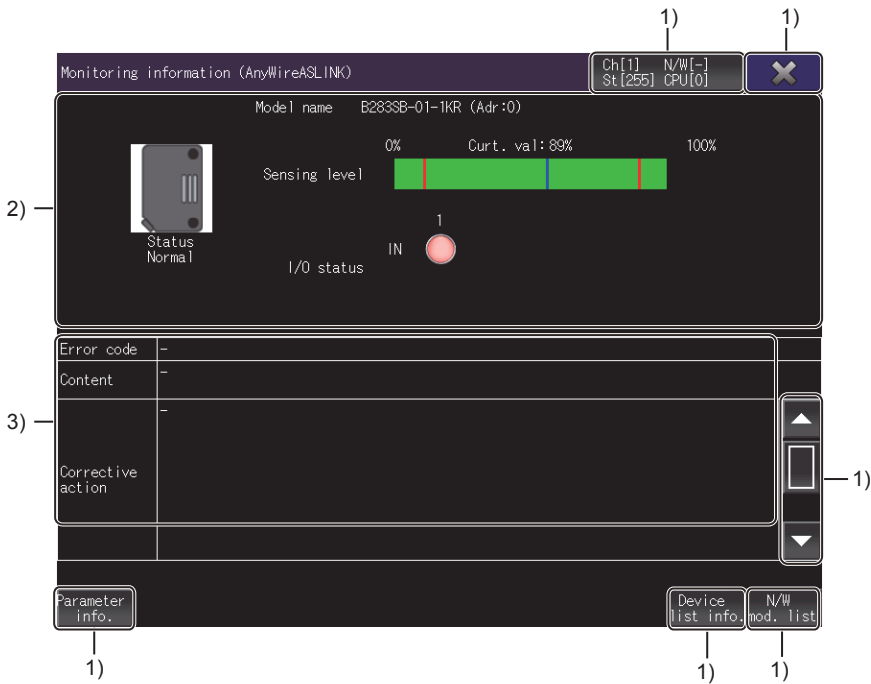 1) 1)
Monitoring information (AnyWireASLINK)
Ch[1] N/W[-]
St[255] CPU[0]
Model name B283SB-01-1KR (Adr:0)
0% Curt. val:89% 100%
Sensing level
2)
Status
Normal
1
IN
I/O status
Error code -
Content -
3)
-
Corrective
action
1)
Parameter
info.
Device
list info.
N/W
mod. list
1) 1) 1)